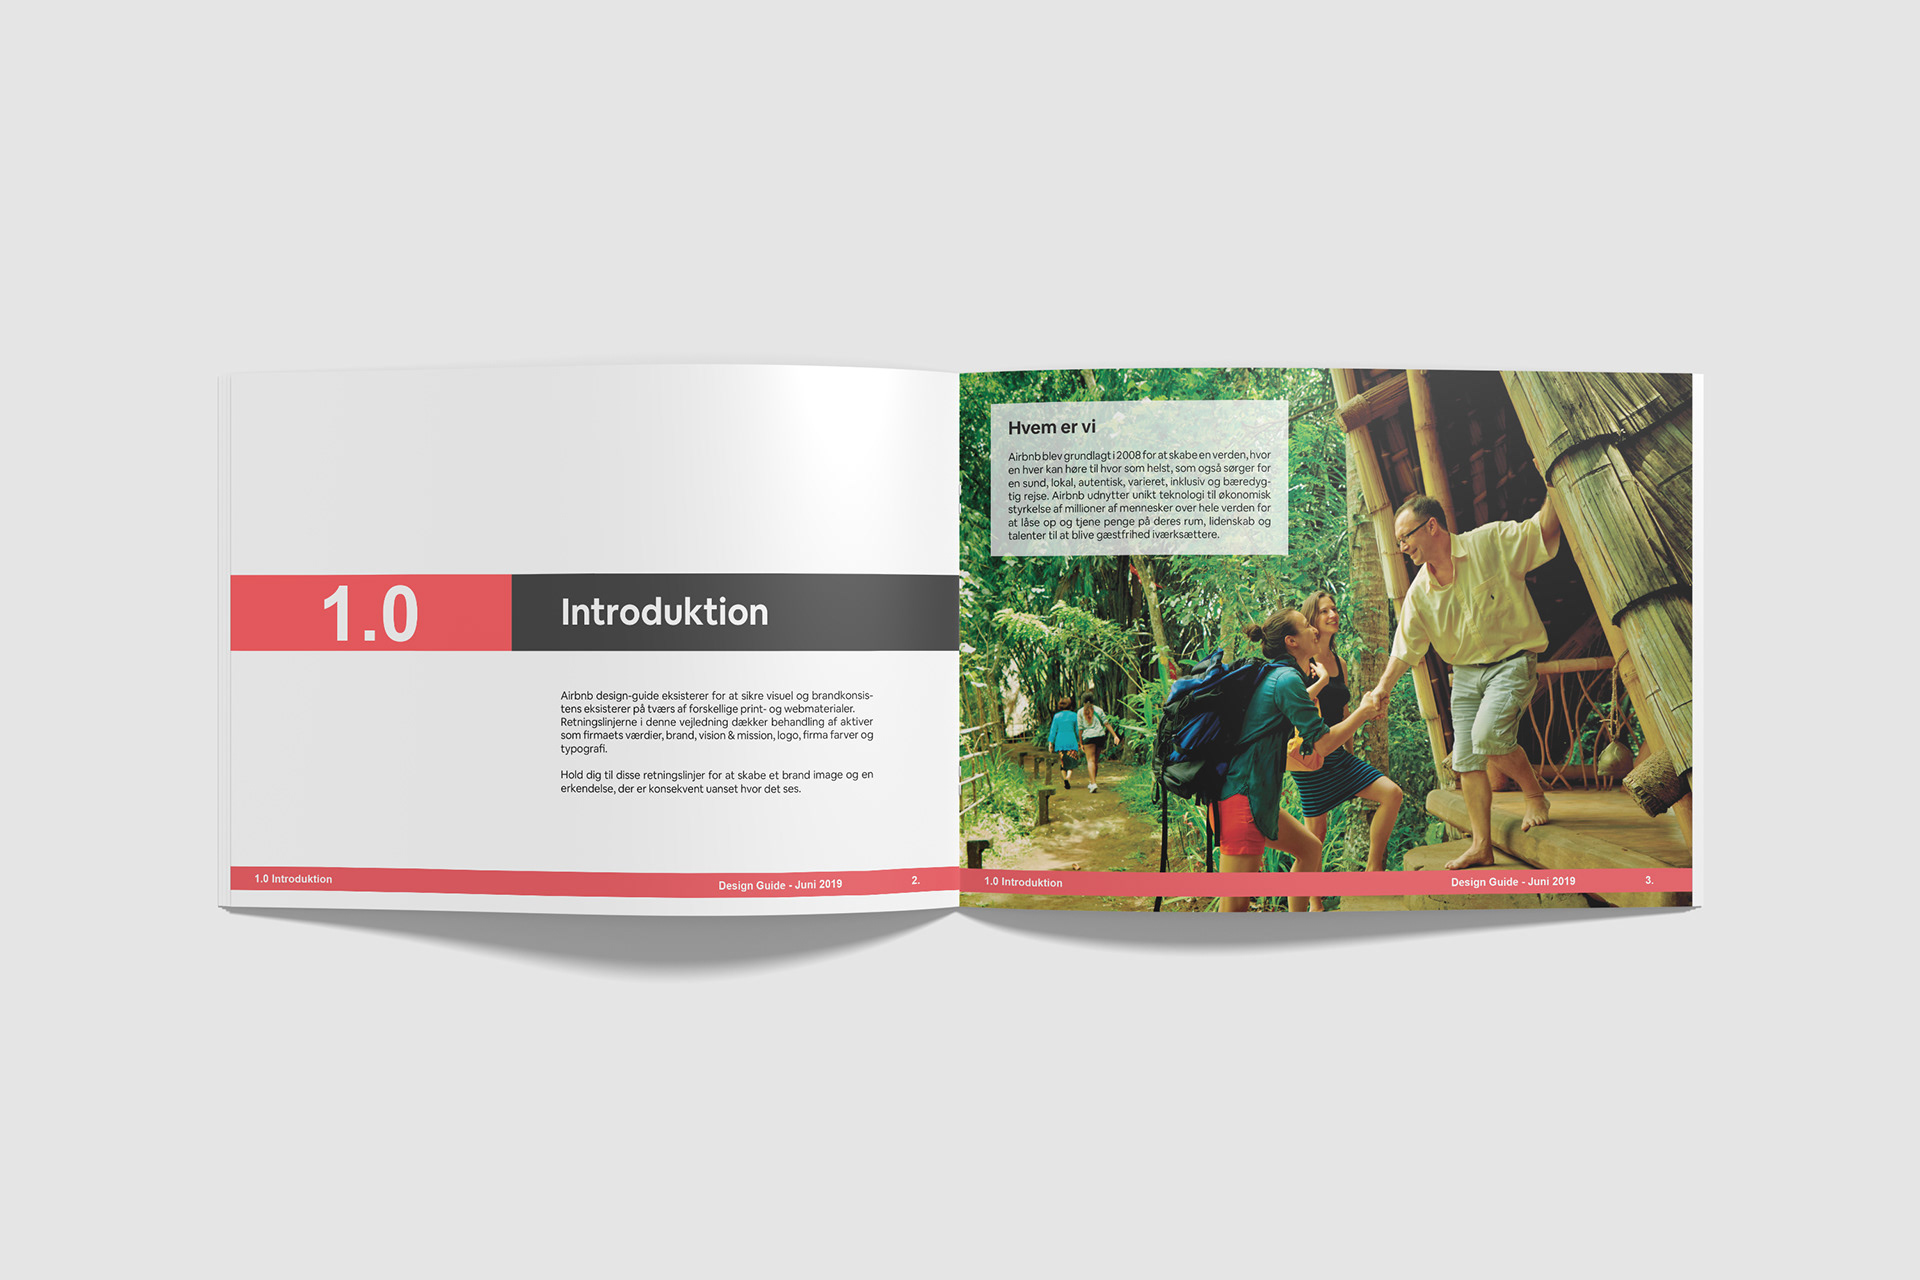 1.0
Introduktion
Airbnb design-guide eksisterer for at sikre visuel og brandkonsis-
tens eksisterer på tværs af forskellige print- og webmaterialer.
Retningslinjerne i denne vejledning dækker behandling af aktiver
som firmaets værdier, brand, vision & mission, logo, firma farver og
typografi.
Hold dig til disse retningslinjer for at skabe et brand image og en
erkendelse, der er konsekvent uanset hvor det ses.
1.0 Introduktion
Design Guide - Juni 2019
2.
Hvem er vi
Airbnb blev grundlagt i 2008 for at skabe en verden, hvor
en hver kan høre til hvor som helst, som også sørger for
en sund, lokal, autentisk, varieret, inklusiv og bæredyg-
tig rejse. Airbnb udnytter unikt teknologi til økonomisk
styrkelse af millioner af mennesker over hele verden for
at låse op og tjene penge på deres rum, lidenskab og
talenter til at blive gæstfrihed iværksættere.
1.0 Introduktion
Design Guide - Juni 2019
3.